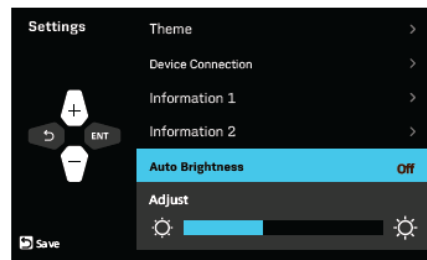 Settings
Theme
Device Connection
Information 1
+
Information 2
ENT
Auto Brightness Off
−
Adjust
Save